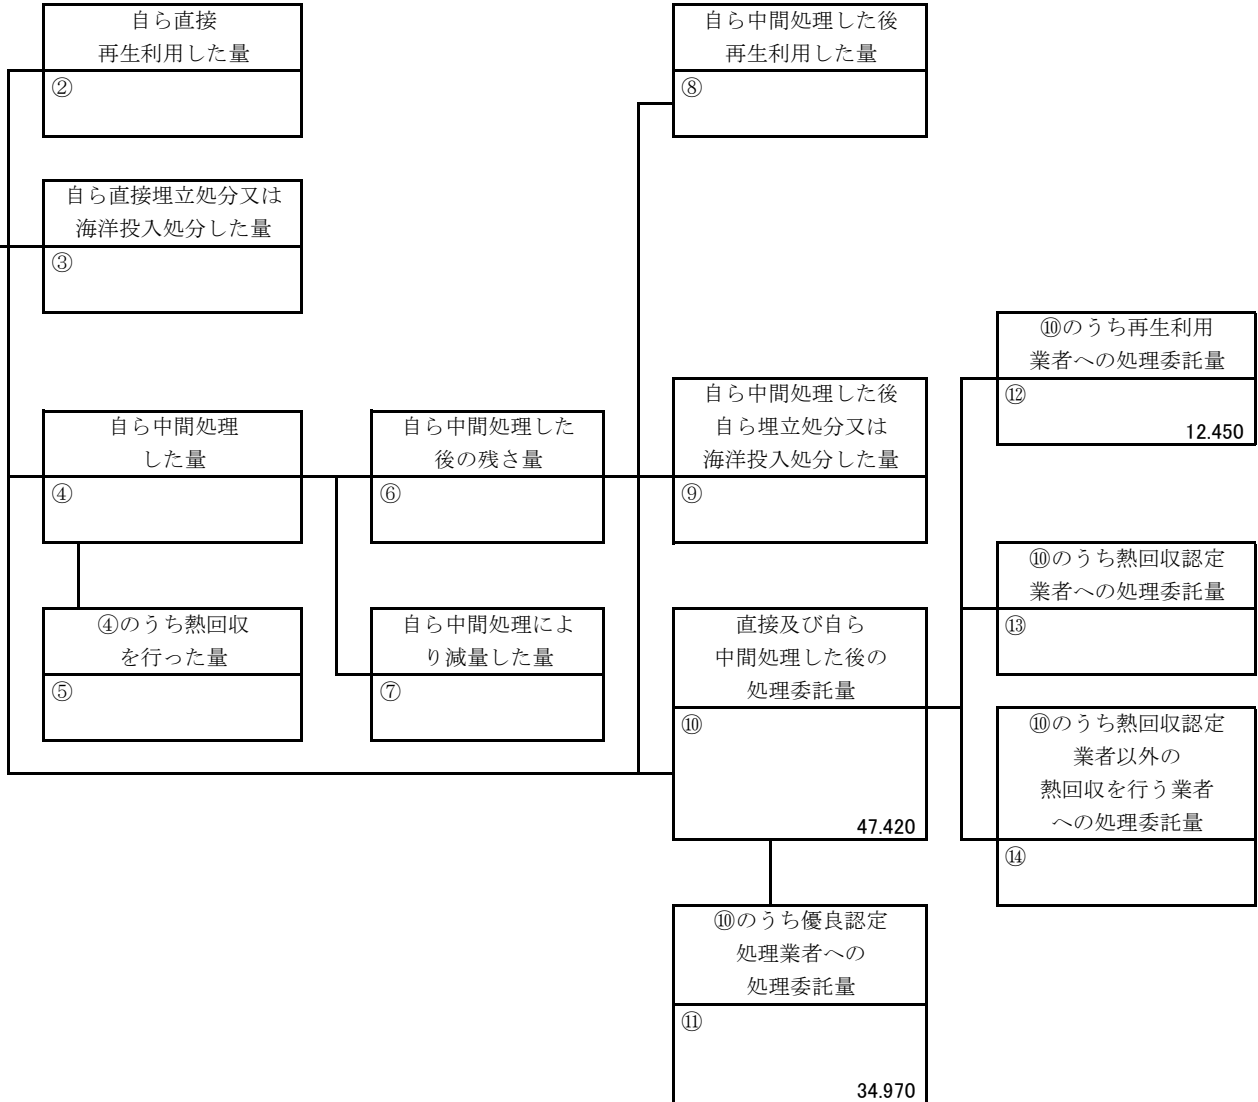 自ら直接
再生利用した量
②
自ら中間処理した後
再生利用した量
⑧
自ら直接埋立処分又は
海洋投入処分した量
③
⑩のうち再生利用
業者への処理委託量
⑫
12.450
自ら中間処理
した量
④
自ら中間処理した
後の残さ量
⑥
自ら中間処理した後
自ら埋立処分又は
海洋投入処分した量
⑨
⑩のうち熱回収認定
業者への処理委託量
⑬
④のうち熱回収
を行った量
⑤
自ら中間処理によ
り減量した量
⑦
直接及び自ら
中間処理した後の
処理委託量
⑩
47.420
⑩のうち熱回収認定
業者以外の
熱回収を行う業者
への処理委託量
⑭
⑩のうち優良認定
処理業者への
処理委託量
⑪
34.970